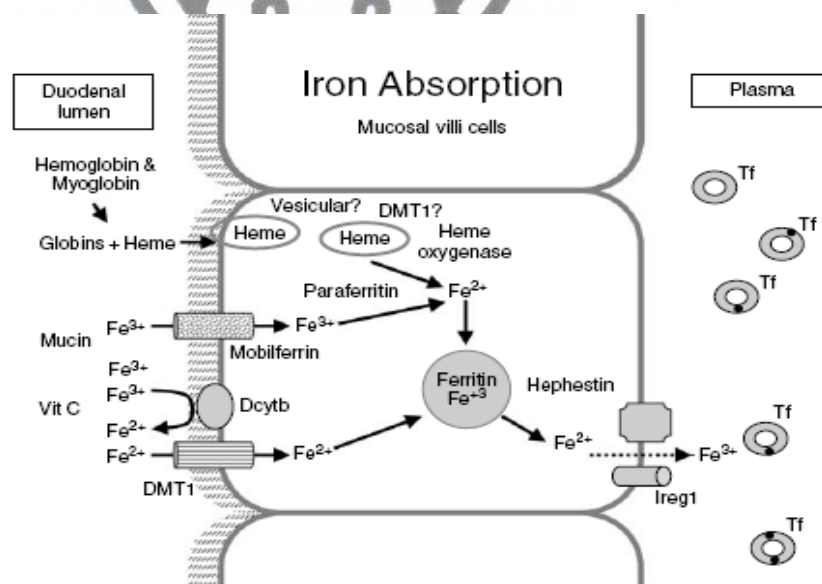 Iron Absorption
Mucosal villi cells
Duodenal
lumen
Plasma
Hemoglobin &
Myoglobin
Globins + Heme
Vesicular?
DMT1?
Heme
Heme
Heme
oxygenase
Tf
Tf
Tf
Paraferritin
Fe²⁺
Mucin
Fe³⁺
Fe³⁺
Mobilferrin
Fe³⁺
Fe³⁺
Vit C
Dcytb
Fe²⁺
Fe²⁺
DMT1
Fe²⁺
Ferritin
Fe⁺³
Hephestin
Fe²⁺
Fe³⁺
Ireg1
Tf
Tf